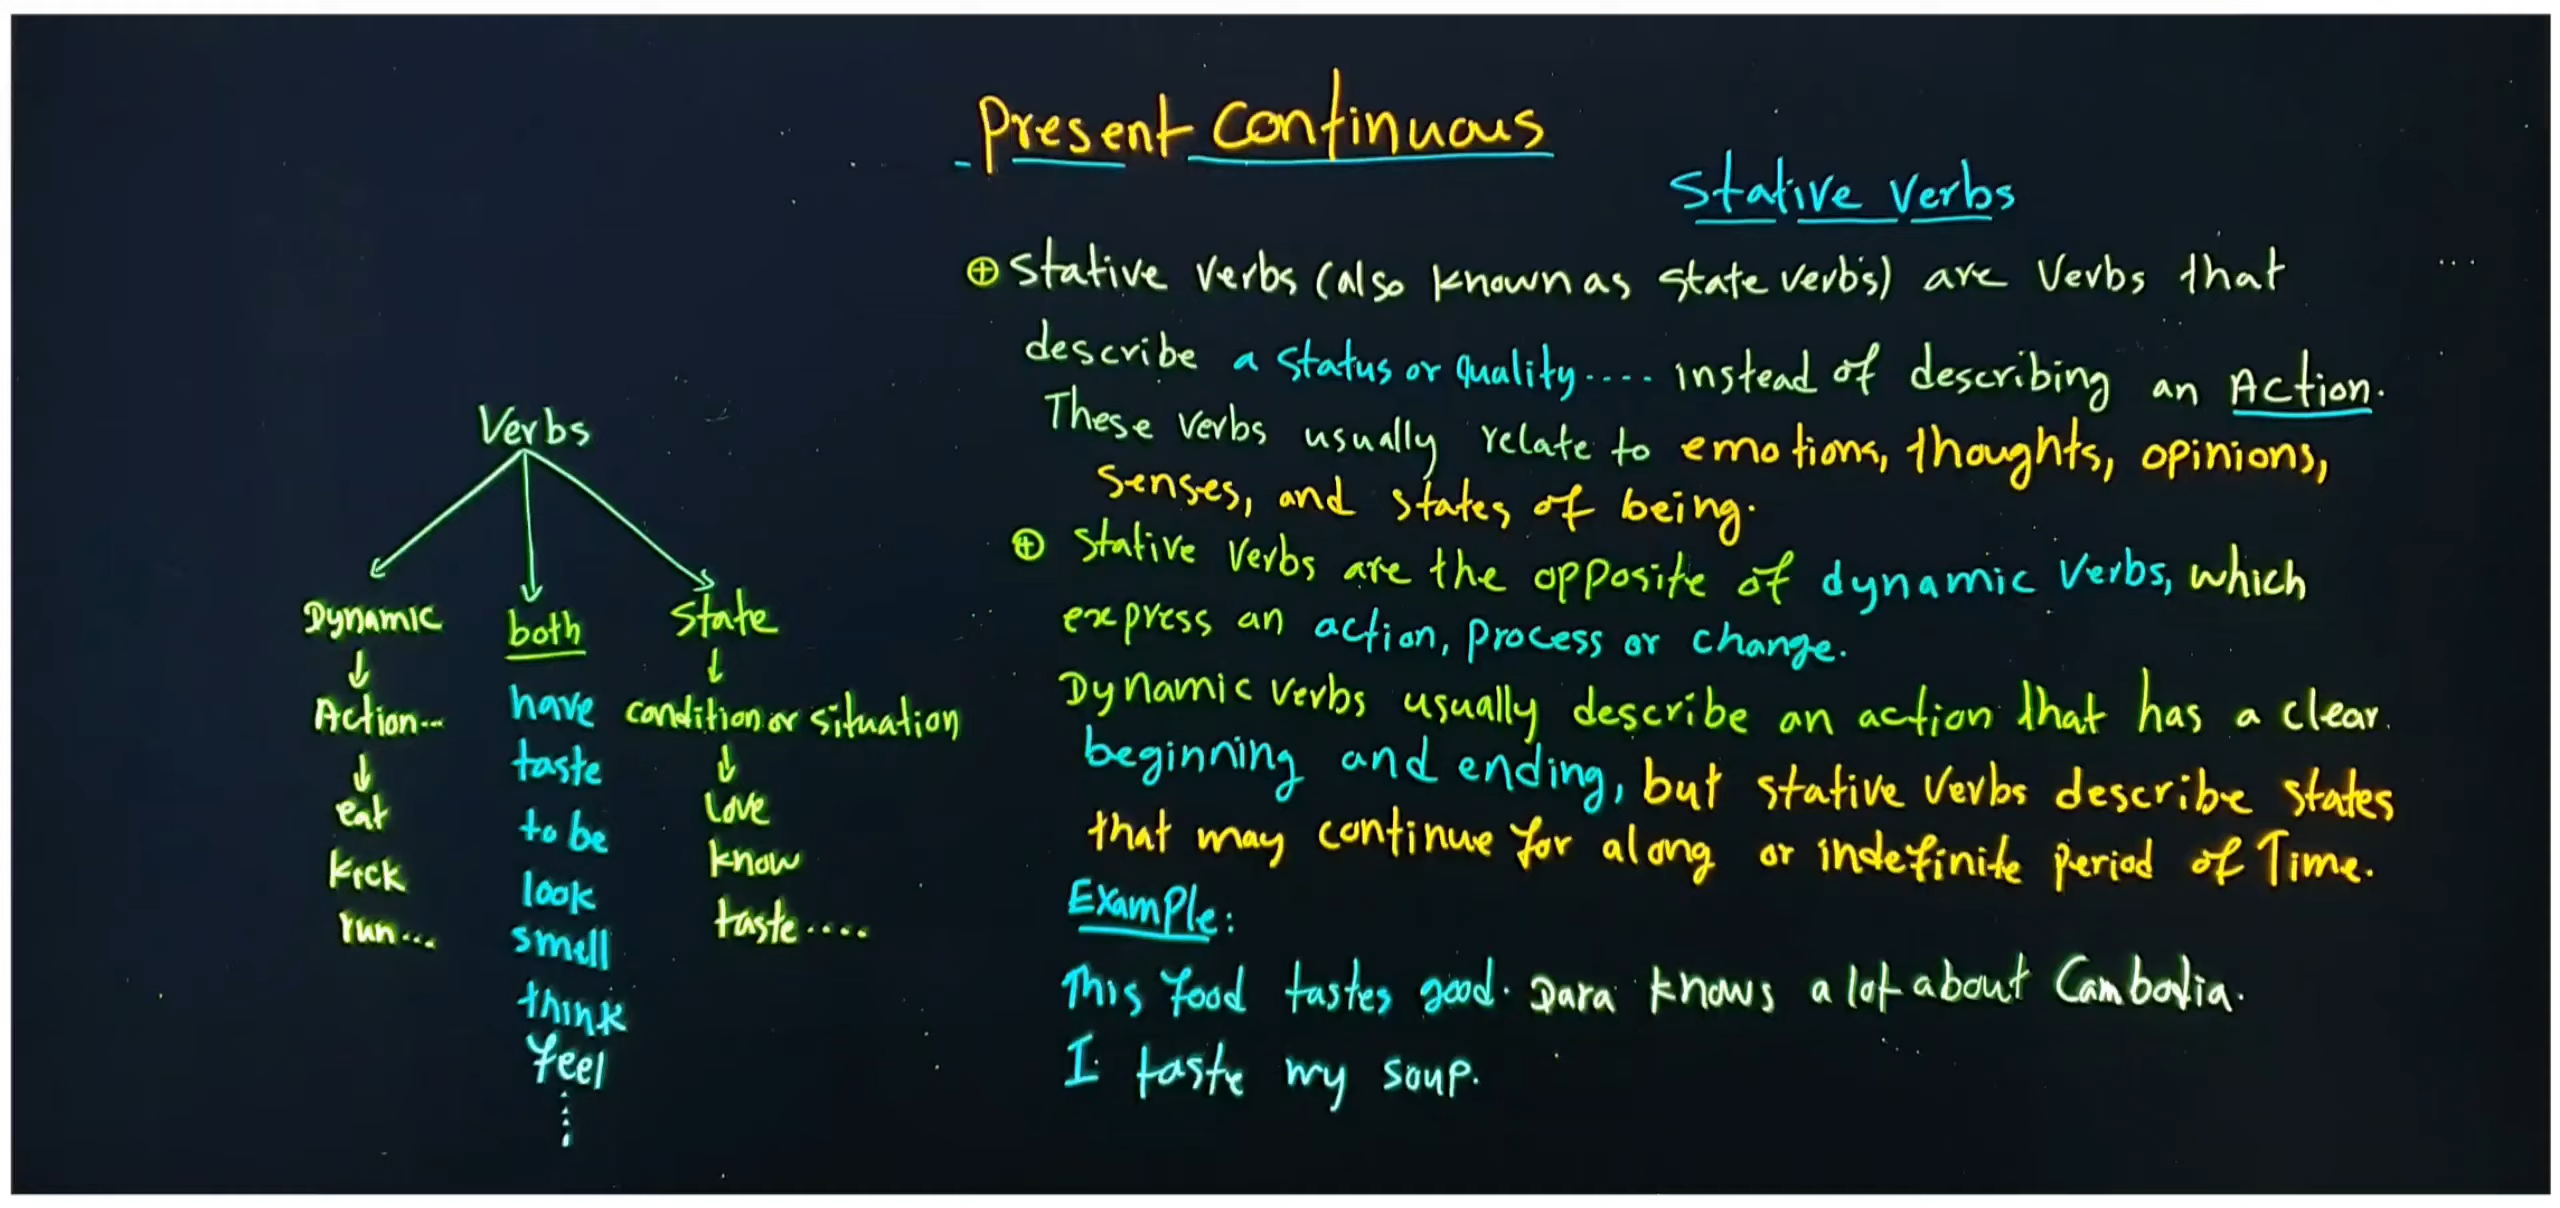 Present Continuous
Stative Verbs
⊕ Stative Verbs (also known as state verbs) are Verbs that
describe a status or quality.... instead of describing an Action.
These verbs usually relate to emotions, thoughts, opinions,
senses, and states of being.
⊕ Stative Verbs are the opposite of dynamic verbs, which
express an action, process or change.
Dynamic verbs usually describe an action that has a clear.
beginning and ending, but stative verbs describe states
that may continue for along or indefinite period of Time.
Example:
This food tastes good. Dara knows a lot about Cambodia.
I taste my soup.
Verbs
Dynamic
Action...
eat
kick
run...
both
have
taste
to be
look
smell
think
feel
......
State
condition or situation
Love
know
taste.....